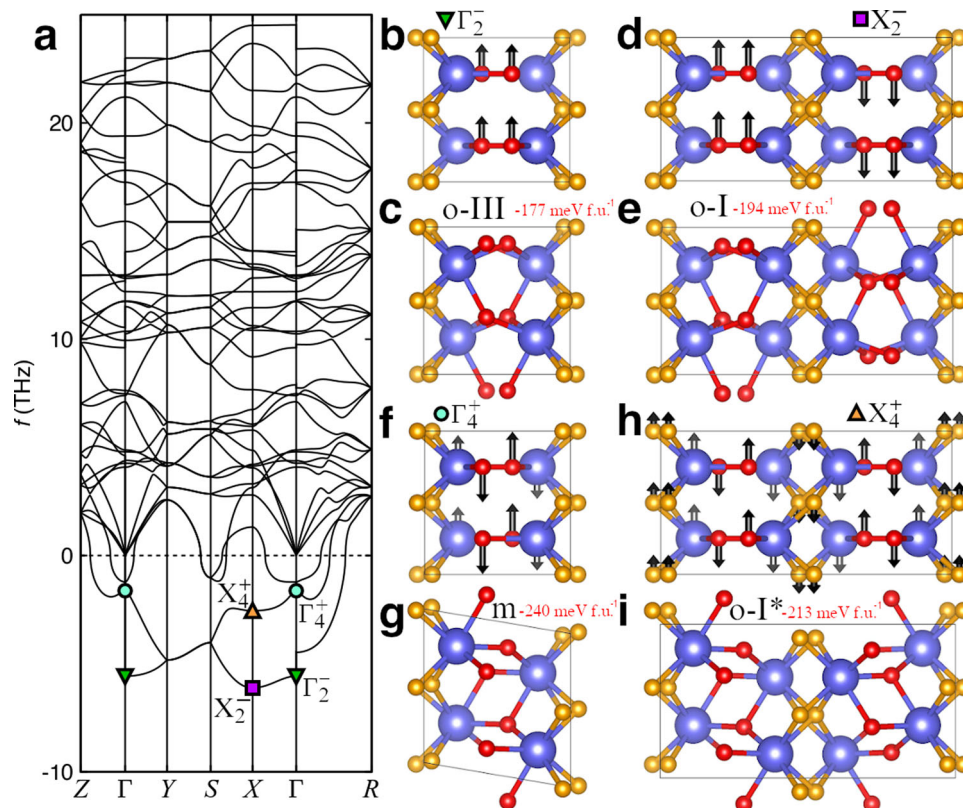 a
f (THz)
20
10
0
-10
Z Γ Y S X Γ R
X₄⁺
Γ₄⁺
X₂⁻
Γ₂⁻
b
Γ₂⁻
d
X₂⁻
c
o-III -177 meV f.u.⁻¹
e
o-I -194 meV f.u.⁻¹
f
Γ₄⁺
h
X₄⁺
g
m -240 meV f.u.⁻¹
i
o-I* -213 meV f.u.⁻¹